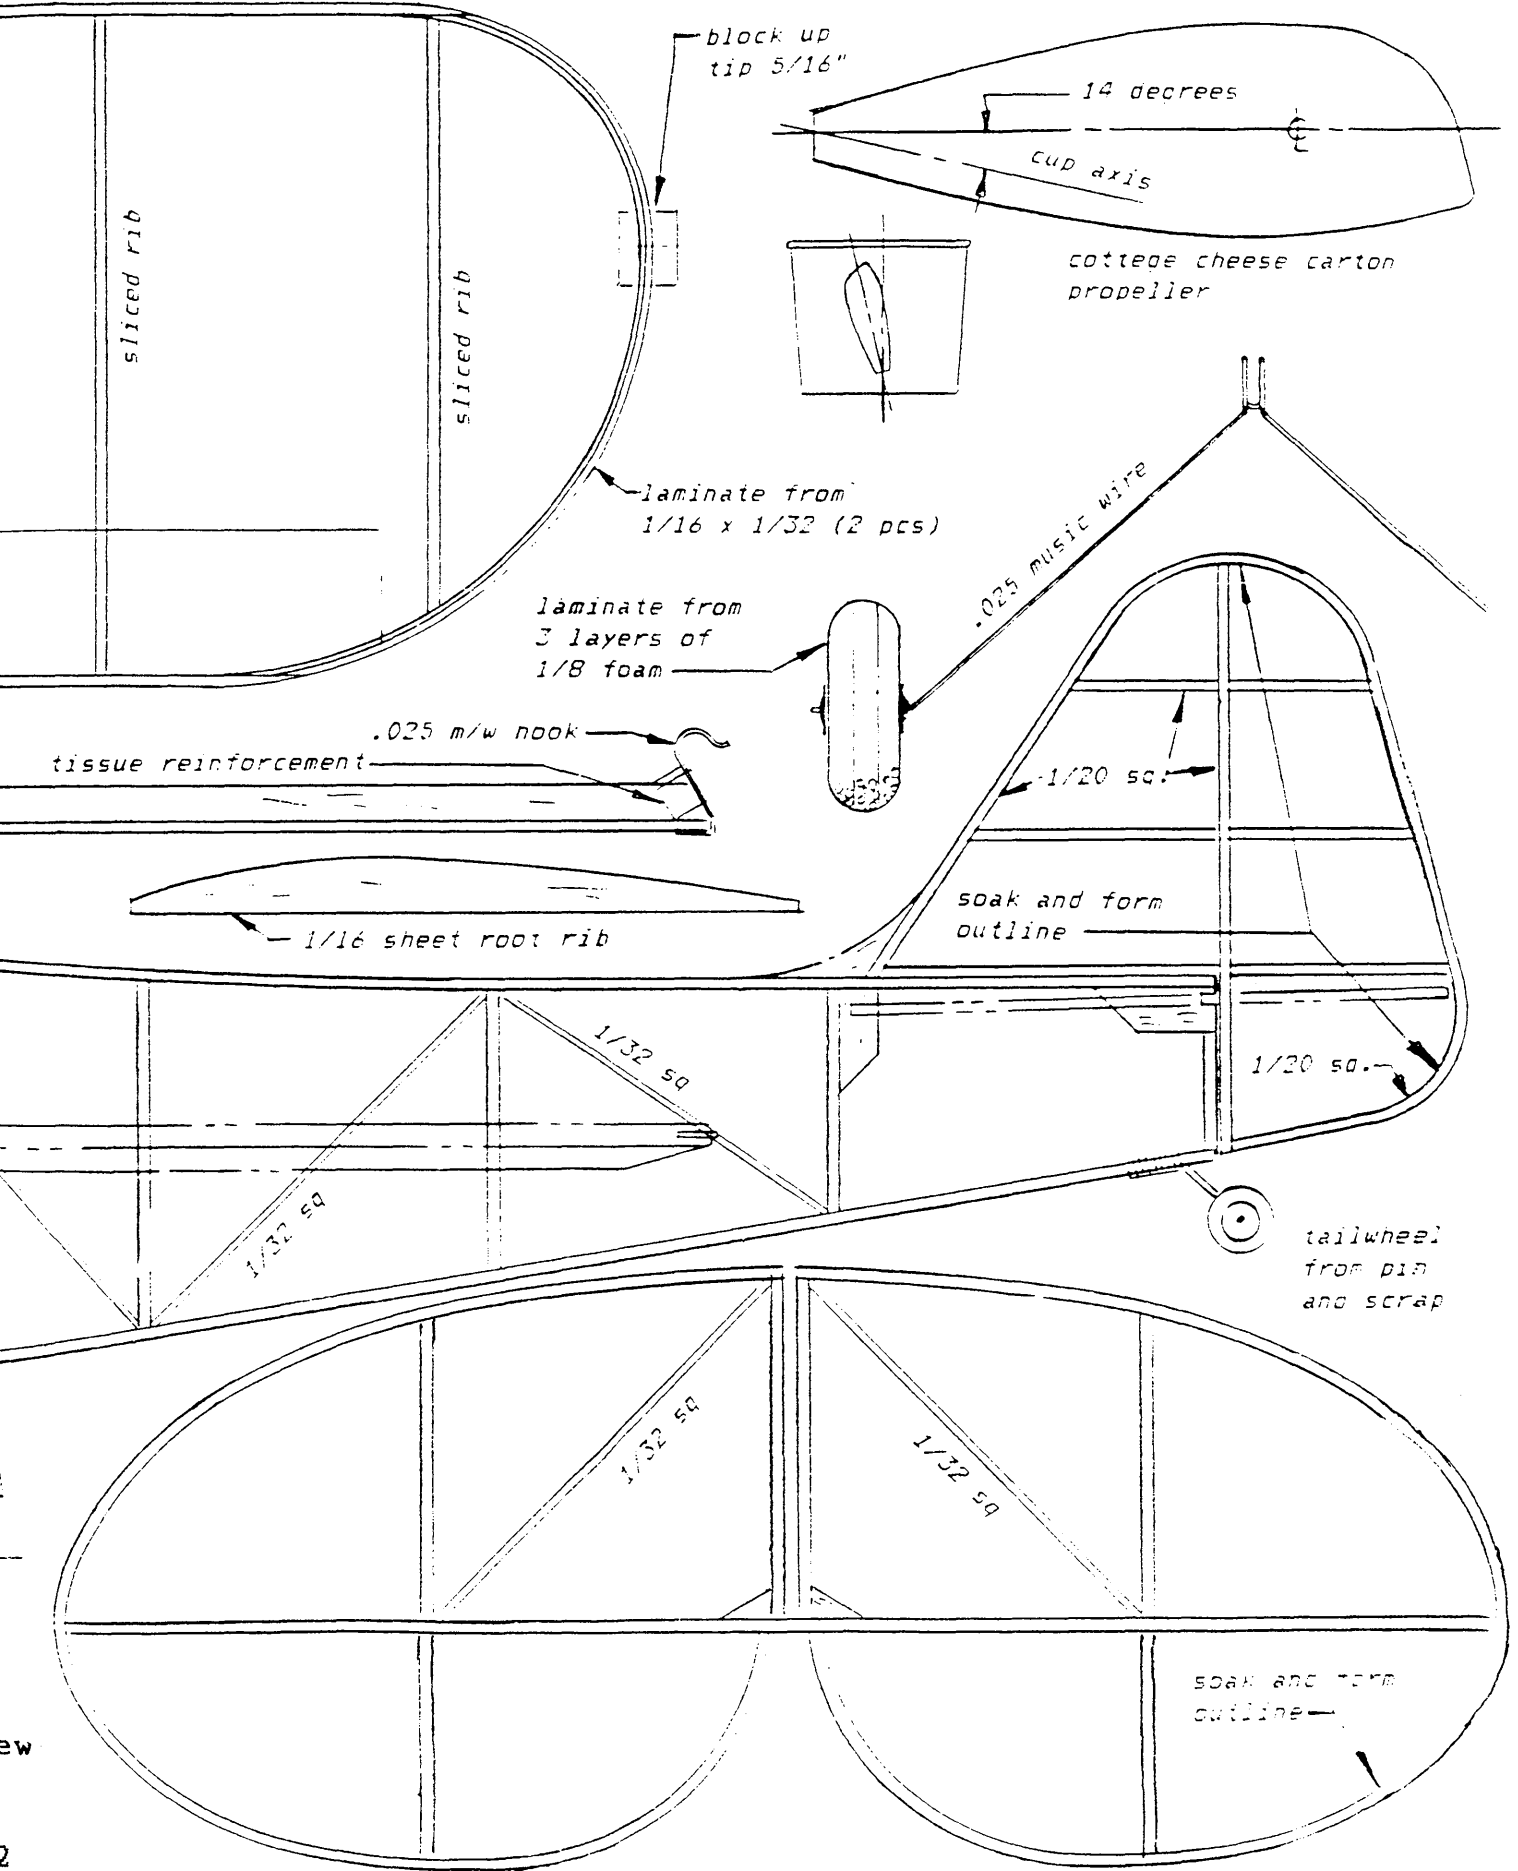 block up
tip 5/16"
14 degrees
cup axis
cottege cheese carton
propeller
sliced rib
sliced rib
laminate from
1/16 x 1/32 (2 pcs)
.025 music wire
laminate from
3 layers of
1/8 foam
.025 m/w hook
tissue reinforcement
1/20 sq.
1/16 sheet root rib
soak and form
outline
1/32 sq
1/20 sq.
1/32 sq
tailwheel
from pin
and scrap
1/32 sq
1/32 sq
soak and form
outline
ew
2